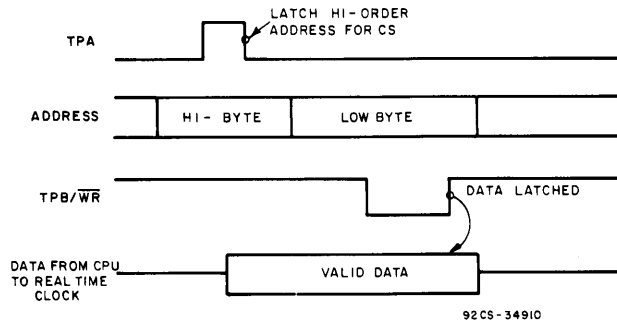 LATCH HI-ORDER
ADDRESS FOR CS
TPA
ADDRESS
HI- BYTE
LOW BYTE
TPB/WR
DATA LATCHED
DATA FROM CPU
TO REAL TIME
CLOCK
VALID DATA
92CS-34910